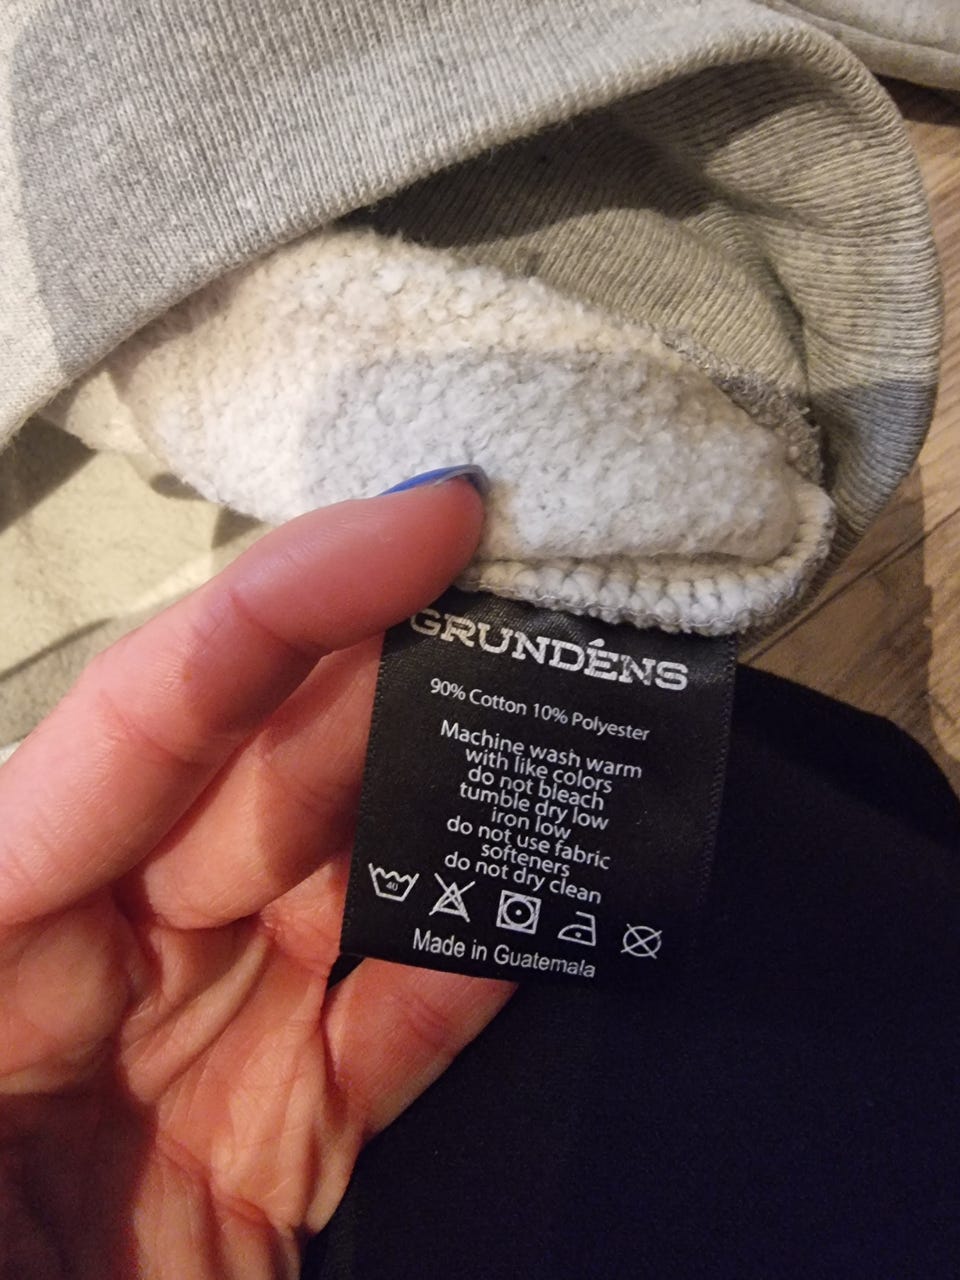 GRUNDÉNS
90% Cotton 10% Polyester
Machine wash warm
with like colors
do not bleach
tumble dry low
iron low
do not use fabric
softeners
do not dry clean
40
Made in Guatemala